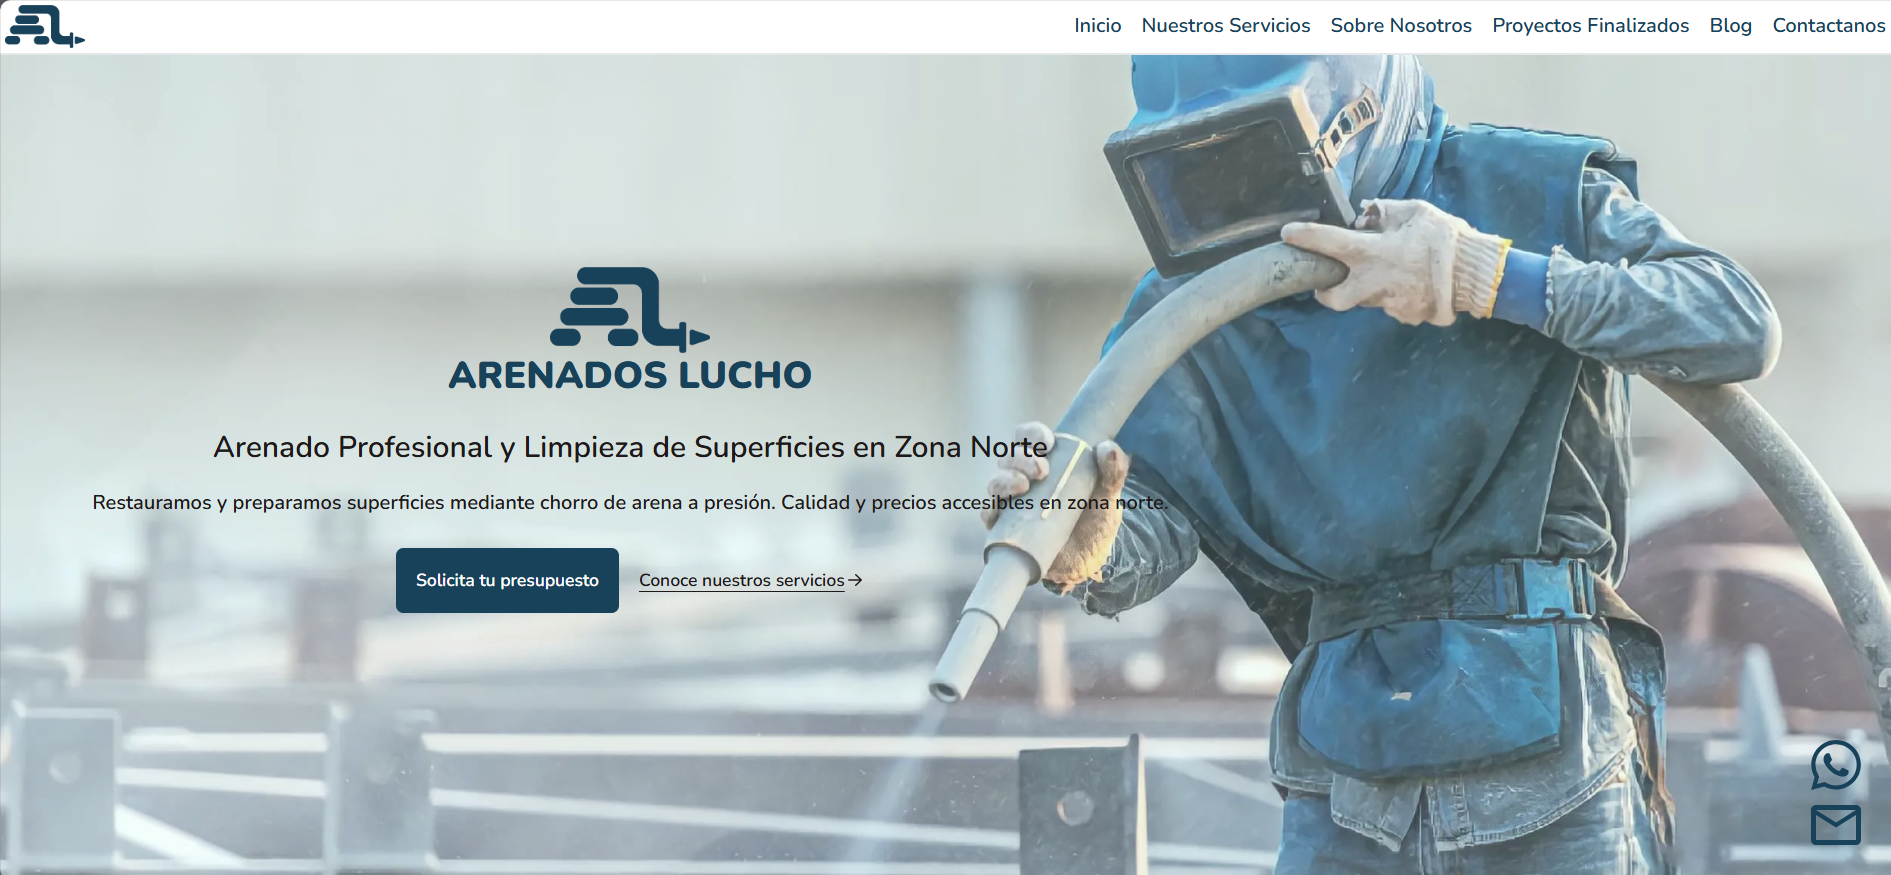 Inicio Nuestros Servicios Sobre Nosotros Proyectos Finalizados Blog Contactanos
ARENADOS LUCHO
Arenado Profesional y Limpieza de Superficies en Zona Norte
Restauramos y preparamos superficies mediante chorro de arena a presión. Calidad y precios accesibles en zona norte.
Solicita tu presupuesto Conoce nuestros servicios→